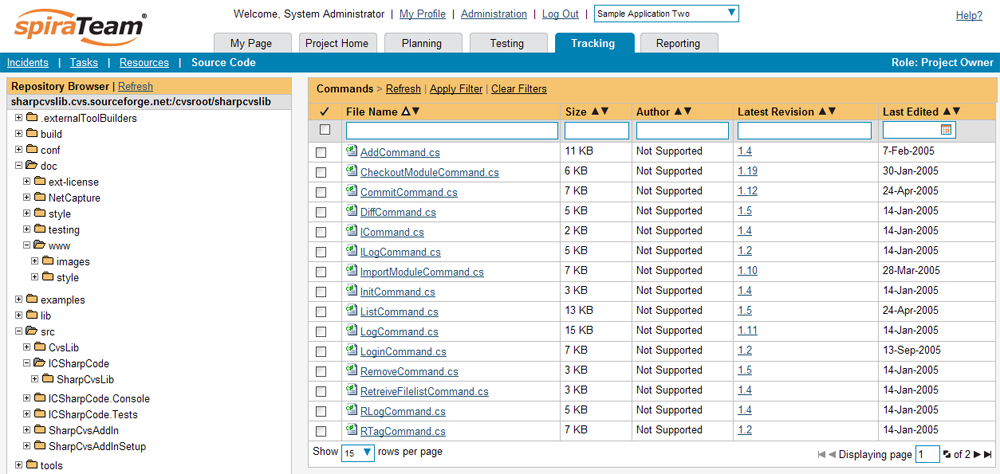 spiraTeam®
Welcome, System Administrator | My Profile | Administration | Log Out | Sample Application Two
Help?
My Page Project Home Planning Testing Tracking Reporting
Incidents | Tasks | Resources | Source Code Role: Project Owner
Repository Browser | Refresh
sharpcvslib.cvs.sourceforge.net:/cvsroot/sharpcvslib
.externalToolBuilders
build
conf
doc
ext-license
NetCapture
style
testing
www
images
style
examples
lib
src
CvsLib
ICSharpCode
SharpCvsLib
ICSharpCode.Console
ICSharpCode.Tests
SharpCvsAddIn
SharpCvsAddInSetup
tools
Commands > Refresh | Apply Filter | Clear Filters
File Name Size Author Latest Revision Last Edited
AddCommand.cs 11 KB Not Supported 1.4 7-Feb-2005
CheckoutModuleCommand.cs 6 KB Not Supported 1.19 30-Jan-2005
CommitCommand.cs 7 KB Not Supported 1.12 24-Apr-2005
DiffCommand.cs 5 KB Not Supported 1.5 14-Jan-2005
ICommand.cs 2 KB Not Supported 1.4 14-Jan-2005
ILogCommand.cs 5 KB Not Supported 1.2 14-Jan-2005
ImportModuleCommand.cs 7 KB Not Supported 1.10 28-Mar-2005
InitCommand.cs 3 KB Not Supported 1.4 14-Jan-2005
ListCommand.cs 13 KB Not Supported 1.5 24-Apr-2005
LogCommand.cs 15 KB Not Supported 1.11 14-Jan-2005
LoginCommand.cs 7 KB Not Supported 1.2 13-Sep-2005
RemoveCommand.cs 3 KB Not Supported 1.5 14-Jan-2005
RetreiveFilelistCommand.cs 3 KB Not Supported 1.4 14-Jan-2005
RLogCommand.cs 5 KB Not Supported 1.4 14-Jan-2005
RTagCommand.cs 7 KB Not Supported 1.2 14-Jan-2005
Show 15 rows per page Displaying page 1 of 2